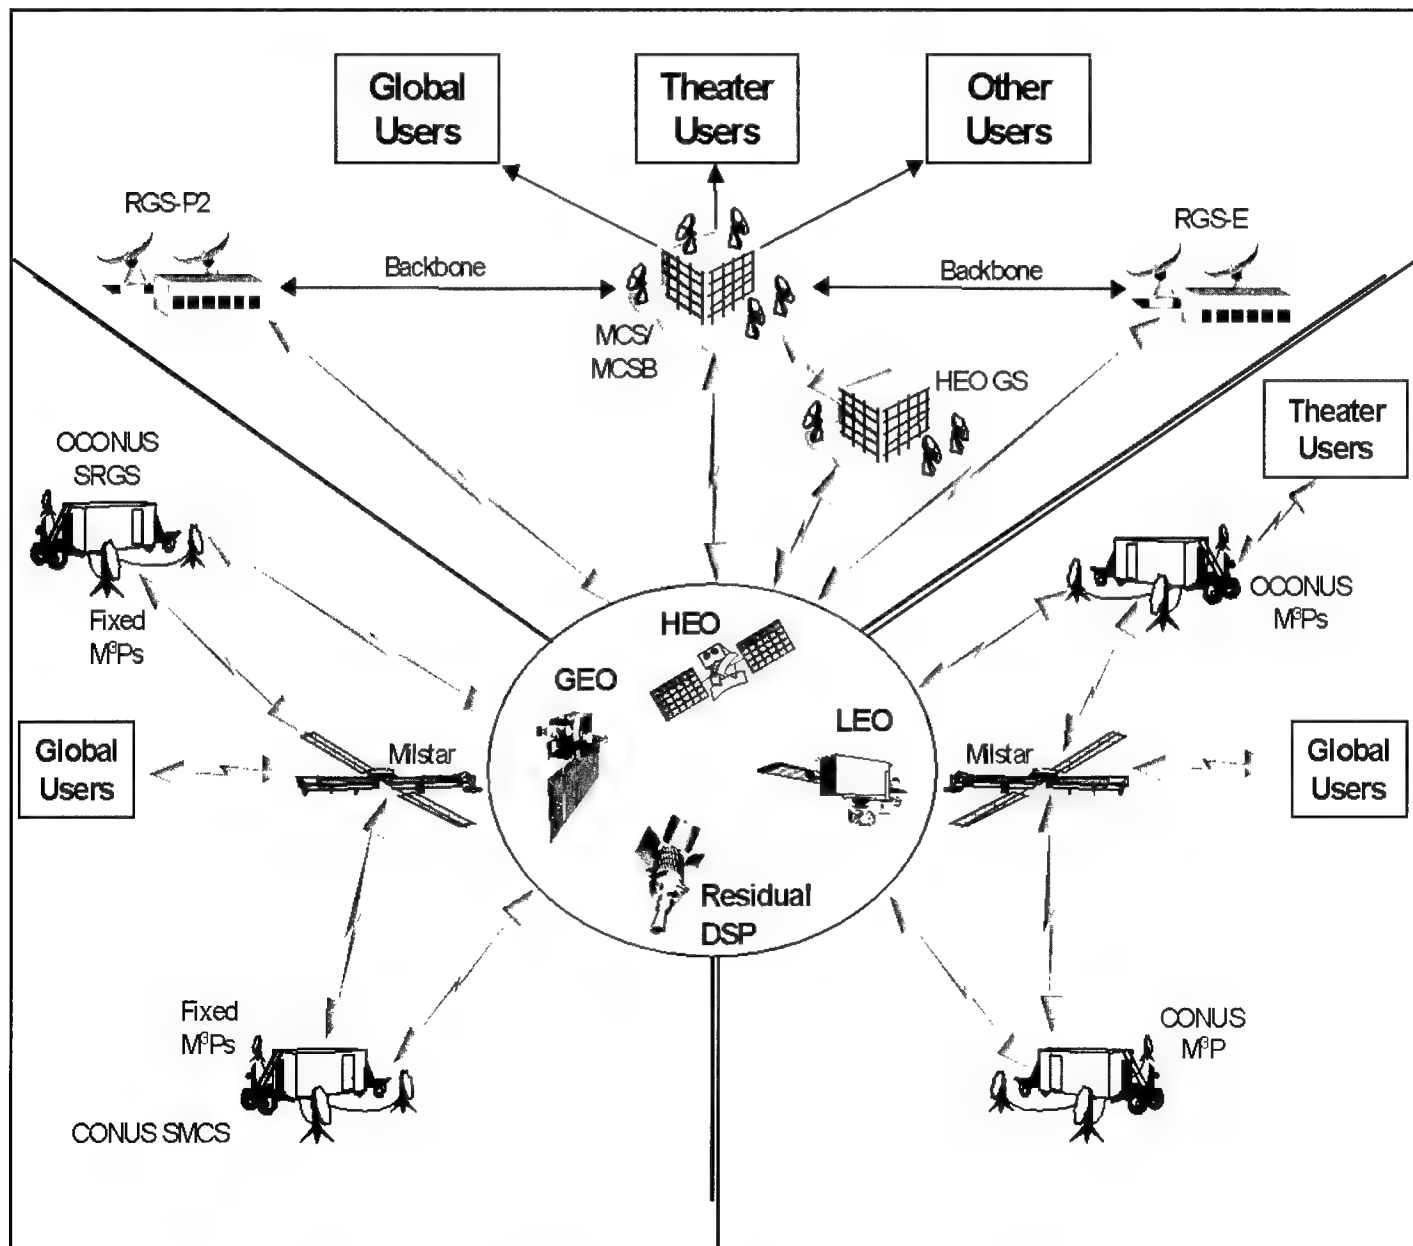 Global
Users
Theater
Users
Other
Users
RGS-P2
RGS-E
Backbone
Backbone
MCS/
MCSB
HEO GS
Theater
Users
OCONUS
SRGS
Fixed
M³Ps
OCONUS
M³Ps
HEO
GEO
LEO
Global
Users
Milstar
Milstar
Global
Users
Residual
DSP
Fixed
M³Ps
CONUS
M³P
CONUS SMCS